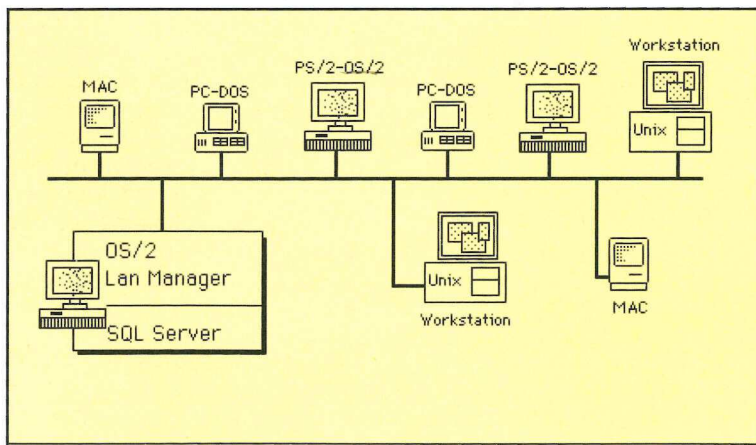 Workstation
PS/2-OS/2
PS/2-OS/2
MAC
PC-DOS
PC-DOS
Unix
OS/2
Lan Manager
SQL Server
Unix
Workstation
MAC